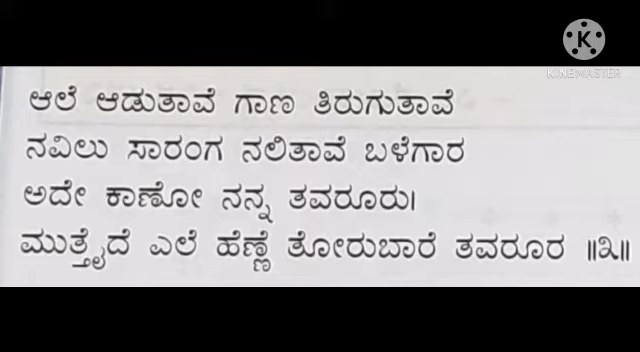 KINEMASTER
ಆಲೆ ಆಡುತಾವೆ ಗಾಣ ತಿರುಗುತಾವೆ
ನವಿಲು ಸಾರಂಗ ನಲಿತಾವೆ ಬಳೆಗಾರ
ಅದೇ ಕಾಣೋ ನನ್ನ ತವರೂರು।
ಮುತ್ತೈದೆ ಎಲೆ ಹೆಣ್ಣೆ ತೋರುಬಾರೆ ತವರೂರ ॥೩॥